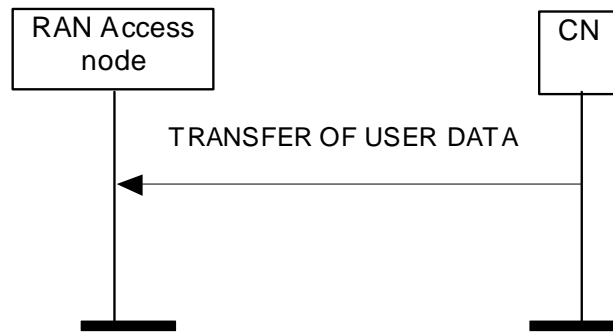 RAN Access
node
CN
TRANSFER OF USER DATA